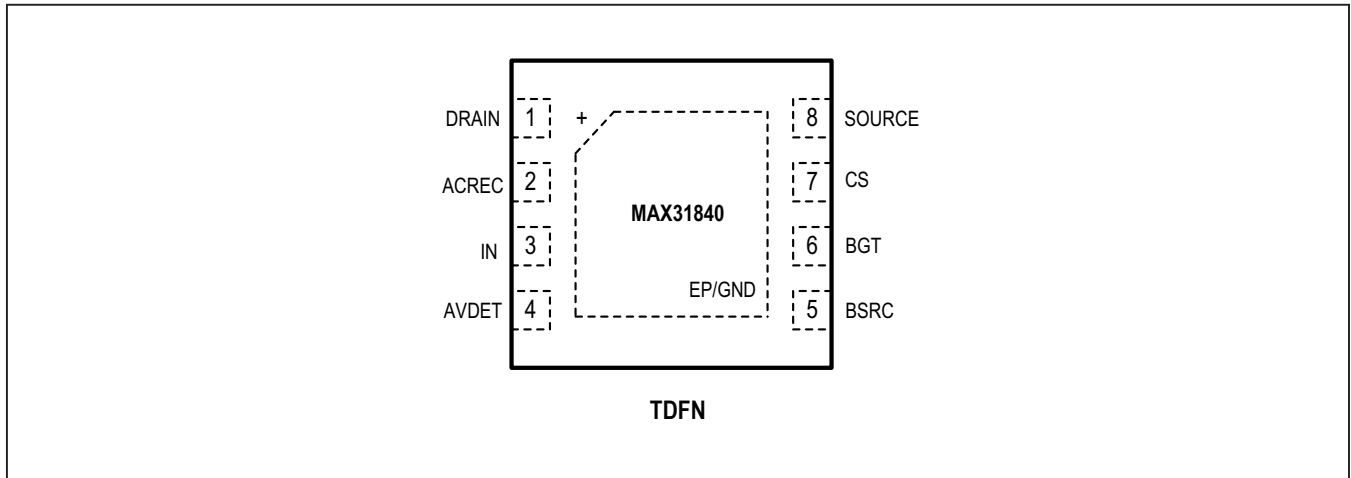 DRAIN 1 + 8 SOURCE
ACREC 2 7 CS
MAX31840
IN 3 6 BGT
EP/GND
AVDET 4 5 BSRC
TDFN